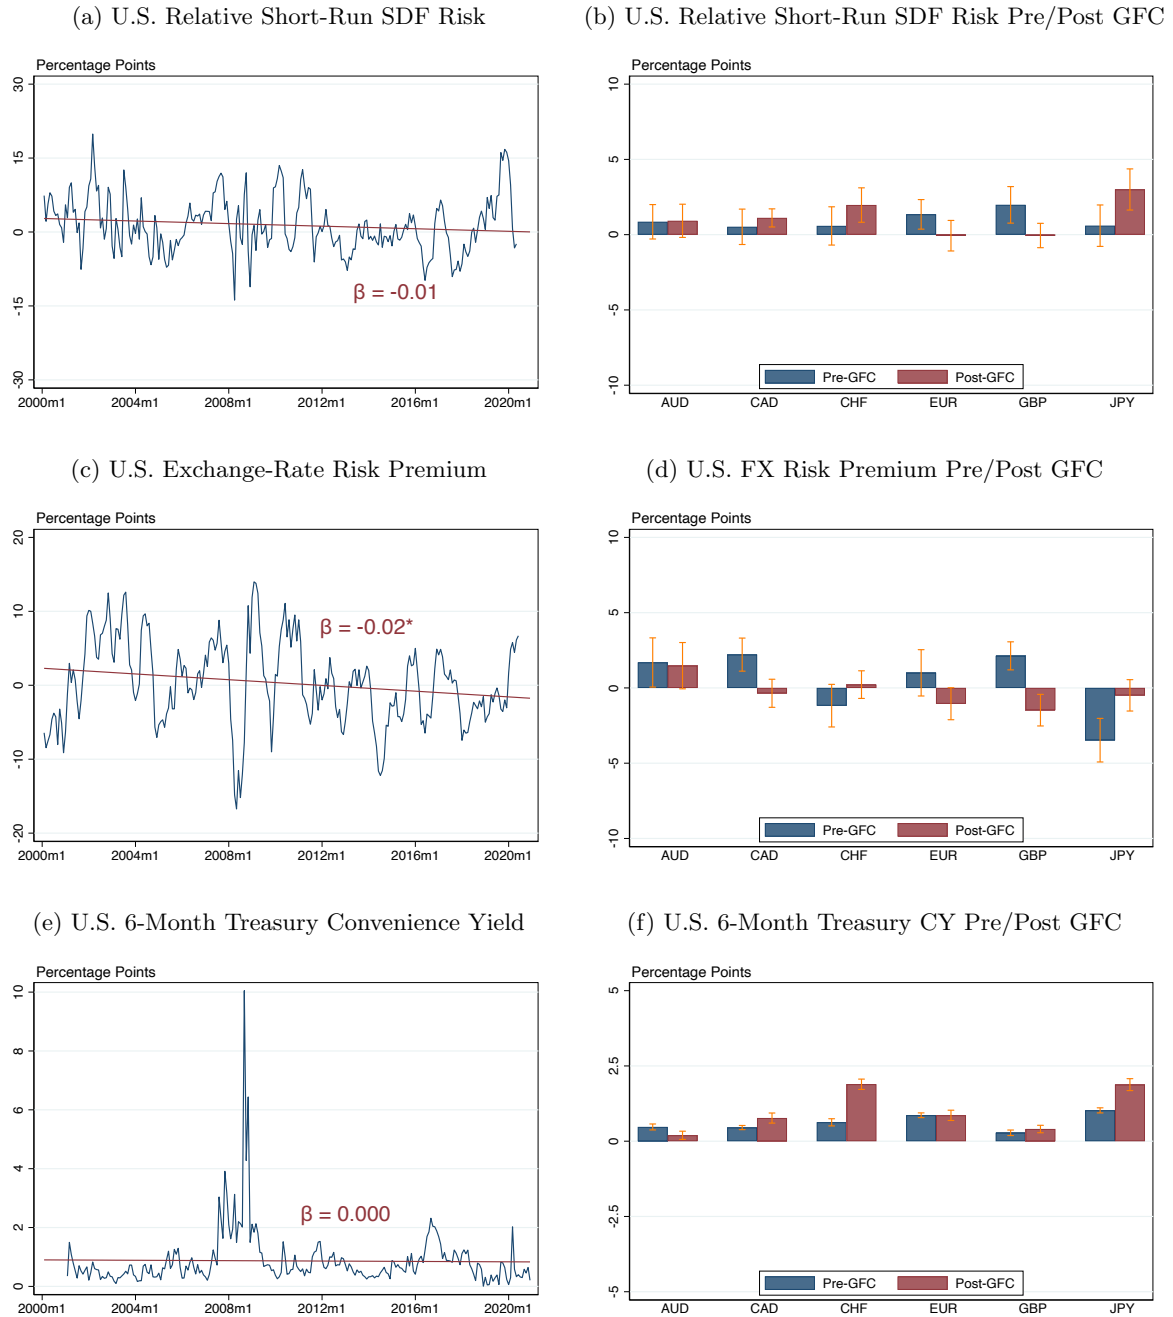 (a) U.S. Relative Short-Run SDF Risk
Percentage Points
30
15
0
-15
-30
β = -0.01
2000m1 2004m1 2008m1 2012m1 2016m1 2020m1
(b) U.S. Relative Short-Run SDF Risk Pre/Post GFC
Percentage Points
10
5
0
-5
-10
Pre-GFC Post-GFC
AUD CAD CHF EUR GBP JPY
(c) U.S. Exchange-Rate Risk Premium
Percentage Points
20
10
0
-10
-20
β = -0.02*
2000m1 2004m1 2008m1 2012m1 2016m1 2020m1
(d) U.S. FX Risk Premium Pre/Post GFC
Percentage Points
10
5
0
-5
-10
Pre-GFC Post-GFC
AUD CAD CHF EUR GBP JPY
(e) U.S. 6-Month Treasury Convenience Yield
Percentage Points
10
8
6
4
2
0
β = 0.000
2000m1 2004m1 2008m1 2012m1 2016m1 2020m1
(f) U.S. 6-Month Treasury CY Pre/Post GFC
Percentage Points
5
2.5
0
-2.5
-5
Pre-GFC Post-GFC
AUD CAD CHF EUR GBP JPY